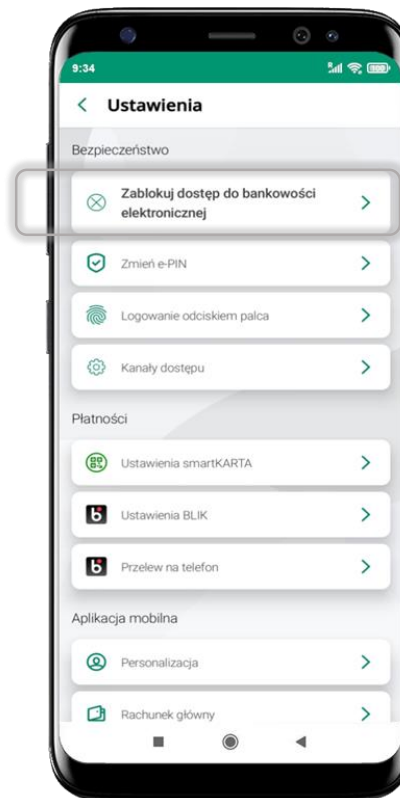 9:34
Ustawienia
Bezpieczeństwo
Zablokuj dostęp do bankowości
elektronicznej
Zmień e-PIN
Logowanie odciskiem palca
Kanały dostępu
Płatności
Ustawienia smartKARTA
Ustawienia BLIK
Przelew na telefon
Aplikacja mobilna
Personalizacja
Rachunek główny